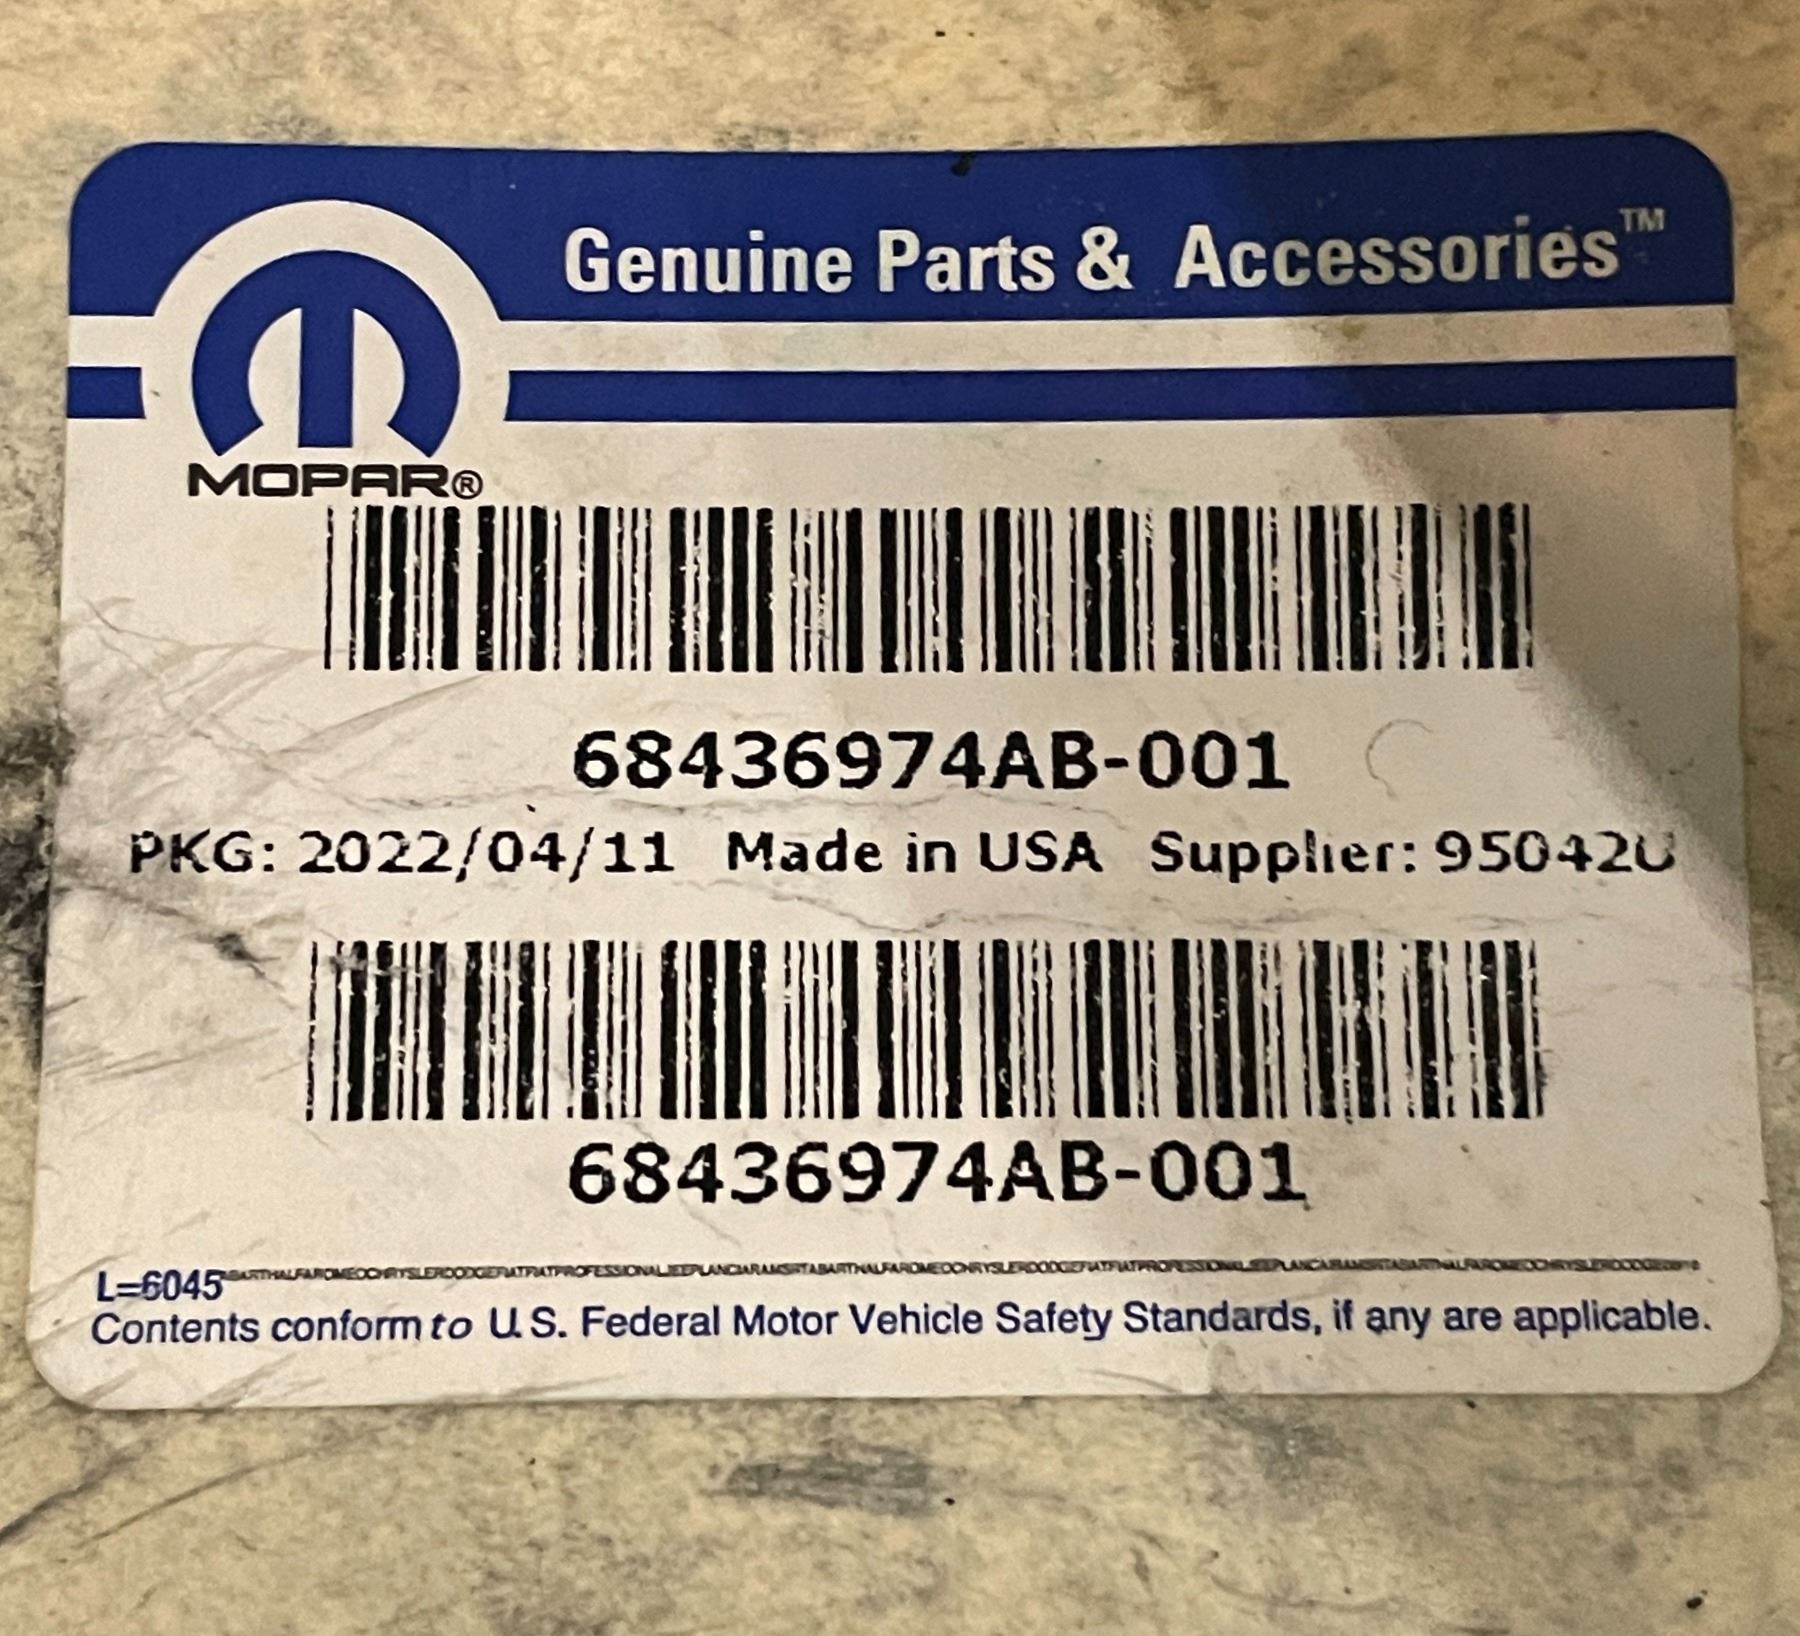 Genuine Parts & Accessories™
MOPAR®
68436974AB-001
PKG: 2022/04/11 Made in USA Supplier: 95042U
68436974AB-001
L=6045
Contents conform to U.S. Federal Motor Vehicle Safety Standards, if any are applicable.